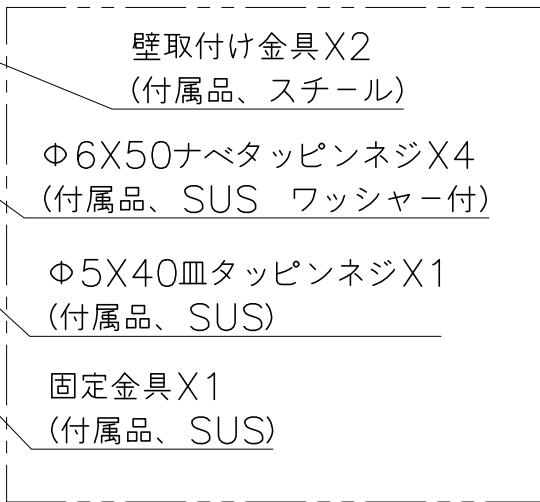 壁取付け金具X2
(付属品、スチール)
Φ6X50ナベタッピンネジX4
(付属品、SUS　ワッシャー付)
Φ5X40皿タッピンネジX1
(付属品、SUS)
固定金具X1
(付属品、SUS)